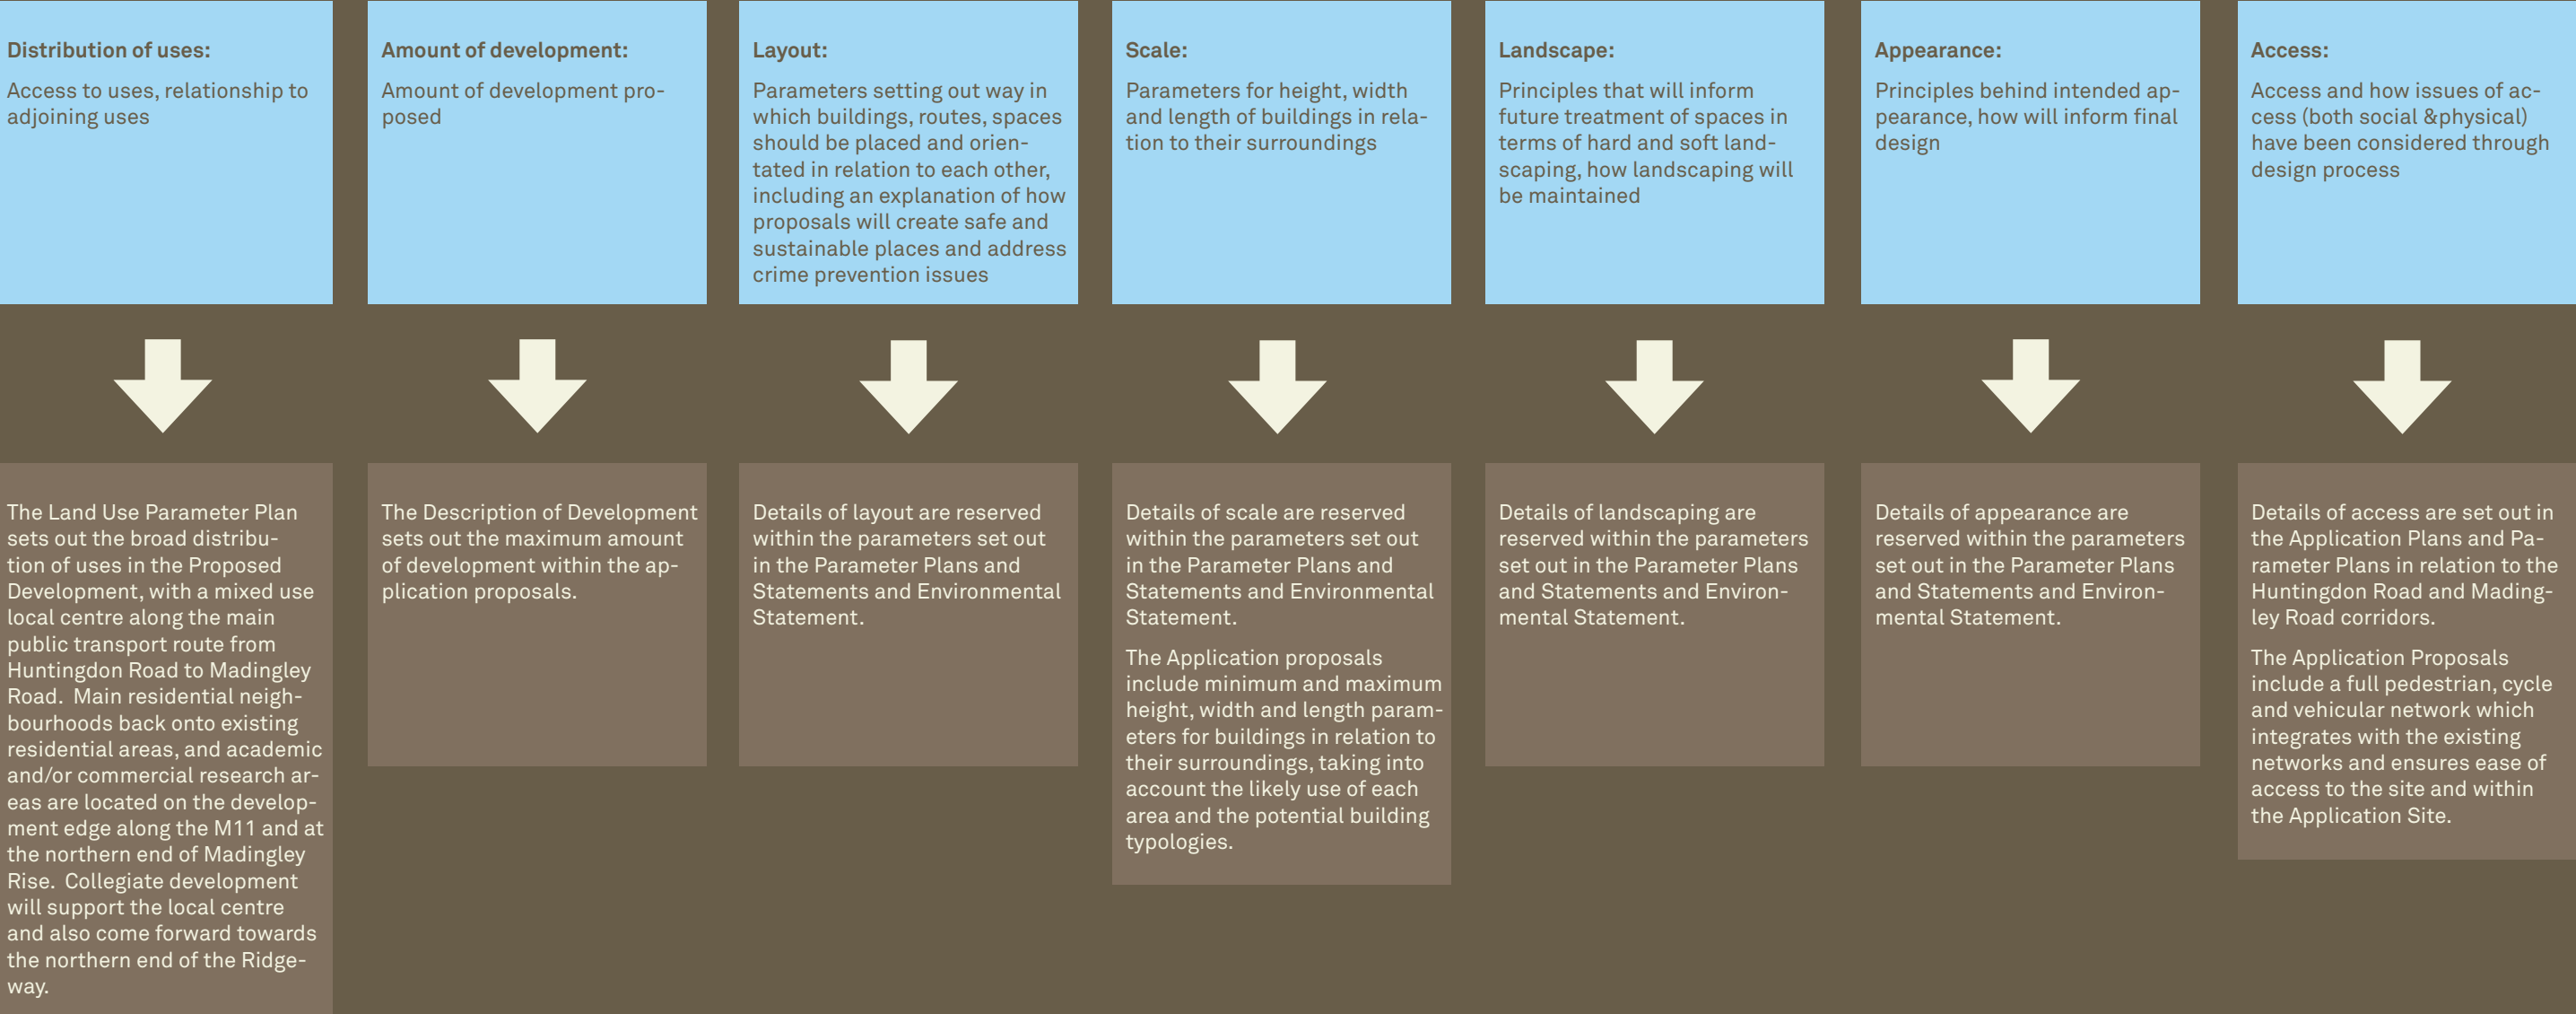 Distribution of uses:
Access to uses, relationship to
adjoining uses
Amount of development:
Amount of development pro-
posed
Layout:
Parameters setting out way in
which buildings, routes, spaces
should be placed and orien-
tated in relation to each other,
including an explanation of how
proposals will create safe and
sustainable places and address
crime prevention issues
Scale:
Parameters for height, width
and length of buildings in rela-
tion to their surroundings
Landscape:
Principles that will inform
future treatment of spaces in
terms of hard and soft land-
scaping, how landscaping will
be maintained
Appearance:
Principles behind intended ap-
pearance, how will inform final
design
Access:
Access and how issues of ac-
cess (both social &physical)
have been considered through
design process
The Land Use Parameter Plan
sets out the broad distribu-
tion of uses in the Proposed
Development, with a mixed use
local centre along the main
public transport route from
Huntingdon Road to Madingley
Road.  Main residential neigh-
bourhoods back onto existing
residential areas, and academic
and/or commercial research ar-
eas are located on the develop-
ment edge along the M11 and at
the northern end of Madingley
Rise.  Collegiate development
will support the local centre
and also come forward towards
the northern end of the Ridge-
way.
The Description of Development
sets out the maximum amount
of development within the ap-
plication proposals.
Details of layout are reserved
within the parameters set out
in the Parameter Plans and
Statements and Environmental
Statement.
Details of scale are reserved
within the parameters set out
in the Parameter Plans and
Statements and Environmental
Statement.
The Application proposals
include minimum and maximum
height, width and length param-
eters for buildings in relation to
their surroundings, taking into
account the likely use of each
area and the potential building
typologies.
Details of landscaping are
reserved within the parameters
set out in the Parameter Plans
and Statements and Environ-
mental Statement.
Details of appearance are
reserved within the parameters
set out in the Parameter Plans
and Statements and Environ-
mental Statement.
Details of access are set out in
the Application Plans and Pa-
rameter Plans in relation to the
Huntingdon Road and Mading-
ley Road corridors.
The Application Proposals
include a full pedestrian, cycle
and vehicular network which
integrates with the existing
networks and ensures ease of
access to the site and within
the Application Site.